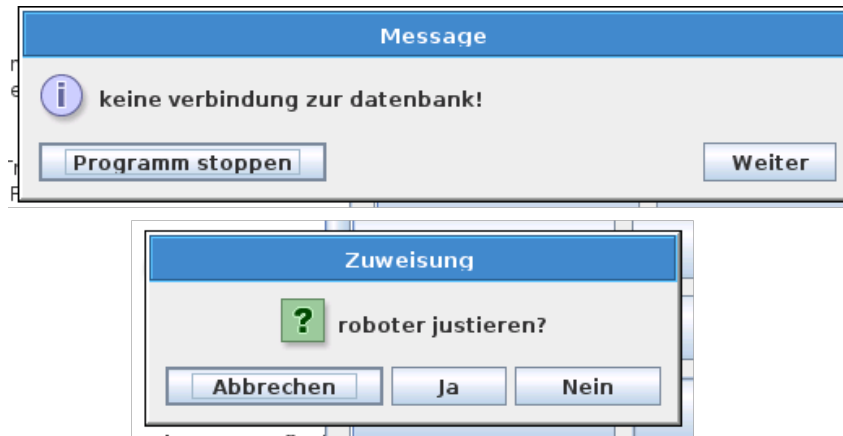 Message
keine verbindung zur datenbank!
Programm stoppen Weiter
Zuweisung
roboter justieren?
Abbrechen Ja Nein